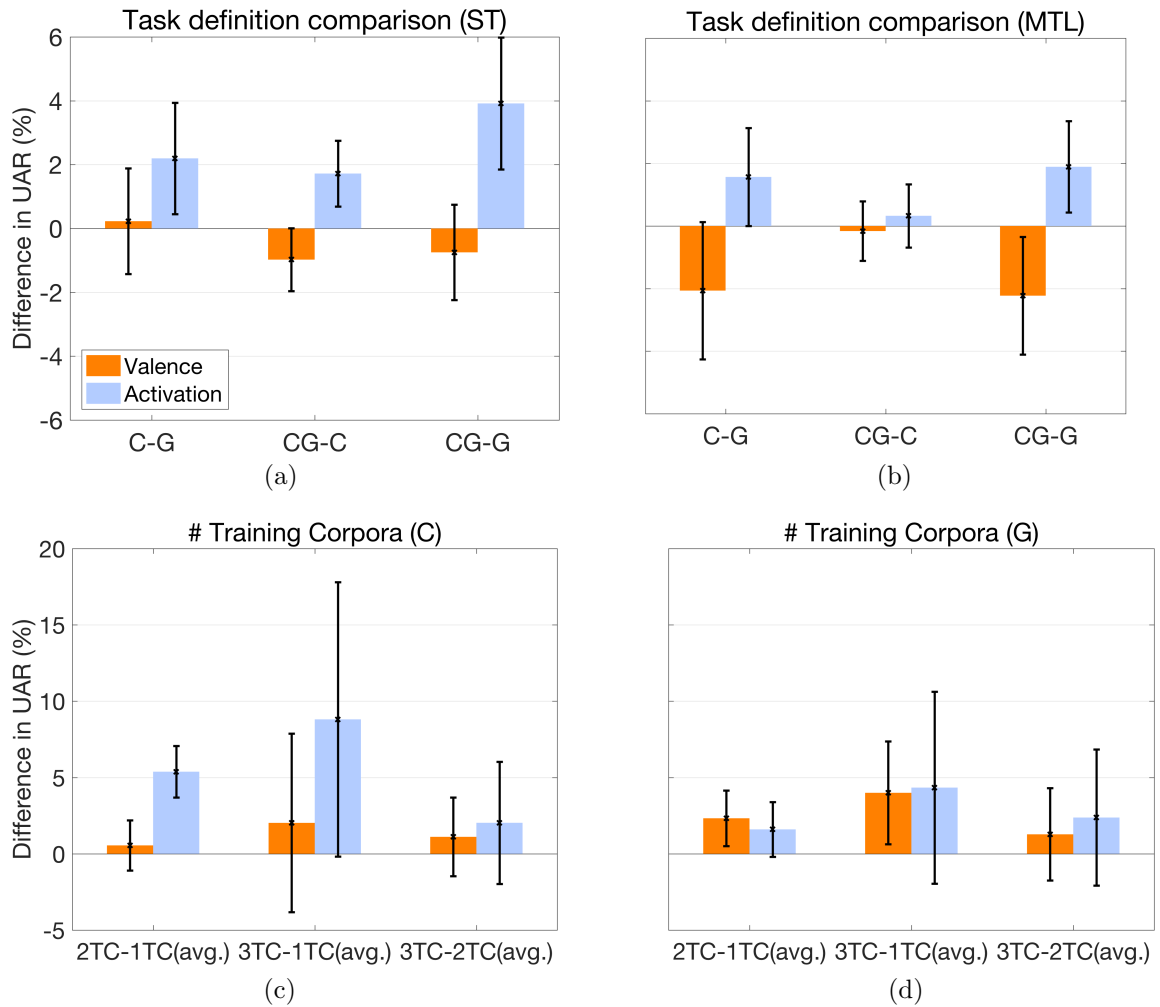 Task definition comparison (ST)
Difference in UAR (%)
6
4
2
0
-2
-4
-6
Valence
Activation
C-G
CG-C
CG-G
(a)
Task definition comparison (MTL)
C-G
CG-C
CG-G
(b)
# Training Corpora (C)
Difference in UAR (%)
20
15
10
5
0
-5
2TC-1TC(avg.)
3TC-1TC(avg.)
3TC-2TC(avg.)
(c)
# Training Corpora (G)
2TC-1TC(avg.)
3TC-1TC(avg.)
3TC-2TC(avg.)
(d)